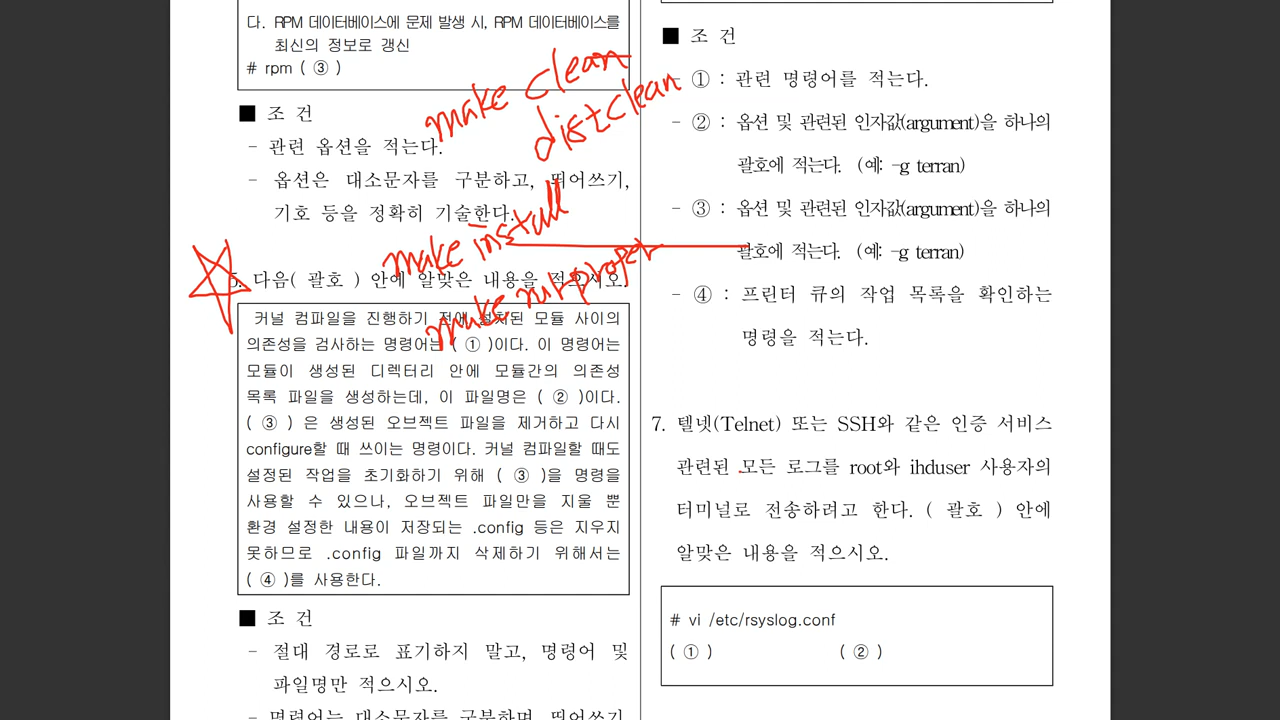 다. RPM 데이터베이스에 문제 발생 시, RPM 데이터베이스를
최신의 정보로 갱신
# rpm ( ③ )
■ 조 건
- 관련 옵션을 적는다.
- 옵션은 대소문자를 구분하고, 띄어쓰기,
기호 등을 정확히 기술한다.
make clean
distclean
make install
make mrproper
5. 다음( 괄호 ) 안에 알맞은 내용을 적으시오.
커널 컴파일을 진행하기 전에 설치된 모듈 사이의
의존성을 검사하는 명령어는 ( ① )이다. 이 명령어는
모듈이 생성된 디렉터리 안에 모듈간의 의존성
목록 파일을 생성하는데, 이 파일명은 ( ② )이다.
( ③ ) 은 생성된 오브젝트 파일을 제거하고 다시
configure할 때 쓰이는 명령이다. 커널 컴파일할 때도
설정된 작업을 초기화하기 위해 ( ③ )을 명령을
사용할 수 있으나, 오브젝트 파일만을 지울 뿐
환경 설정한 내용이 저장되는 .config 등은 지우지
못하므로 .config 파일까지 삭제하기 위해서는
( ④ )를 사용한다.
■ 조 건
- 절대 경로로 표기하지 말고, 명령어 및
파일명만 적으시오.
- 명령어는 대소문자를 구분하며, 띄어쓰기
■ 조 건
- ① : 관련 명령어를 적는다.
- ② : 옵션 및 관련된 인자값(argument)을 하나의
괄호에 적는다. (예: -g terran)
- ③ : 옵션 및 관련된 인자값(argument)을 하나의
괄호에 적는다. (예: -g terran)
- ④ : 프린터 큐의 작업 목록을 확인하는
명령을 적는다.
7. 텔넷(Telnet) 또는 SSH와 같은 인증 서비스
관련된 모든 로그를 root와 ihduser 사용자의
터미널로 전송하려고 한다. ( 괄호 ) 안에
알맞은 내용을 적으시오.
# vi /etc/rsyslog.conf
( ① ) ( ② )